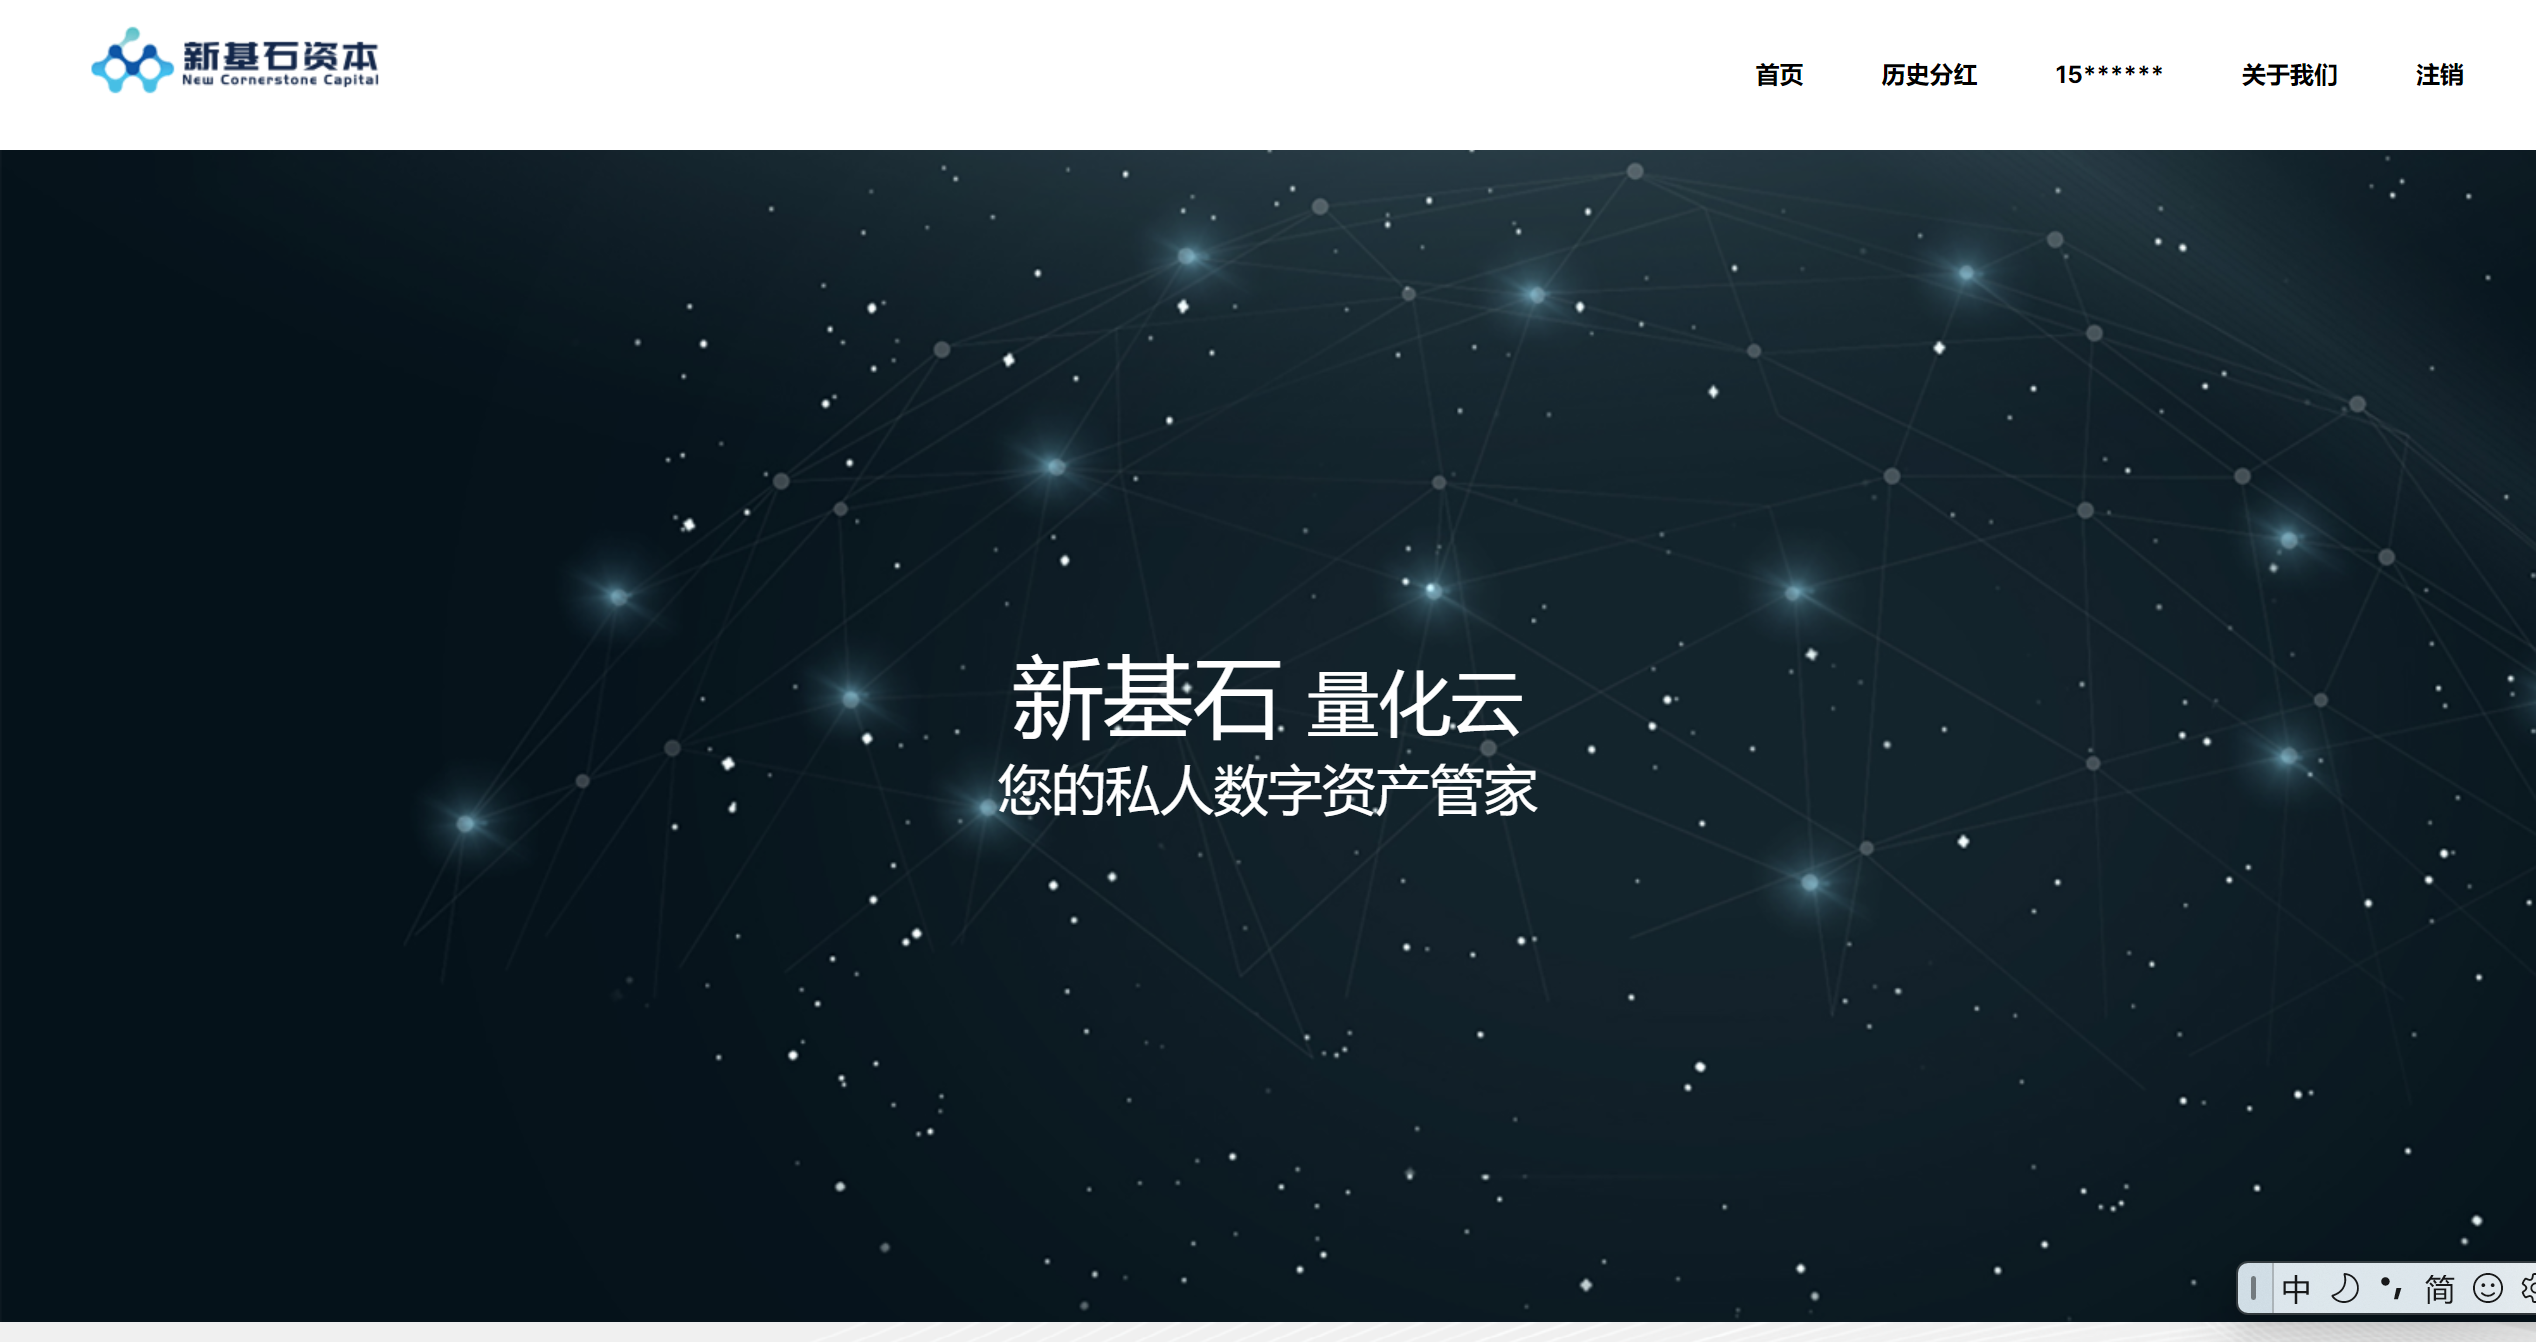 新基石资本
New Cornerstone Capital
首页 历史分红 15****** 关于我们 注销
新基石 量化云
您的私人数字资产管家
中 简